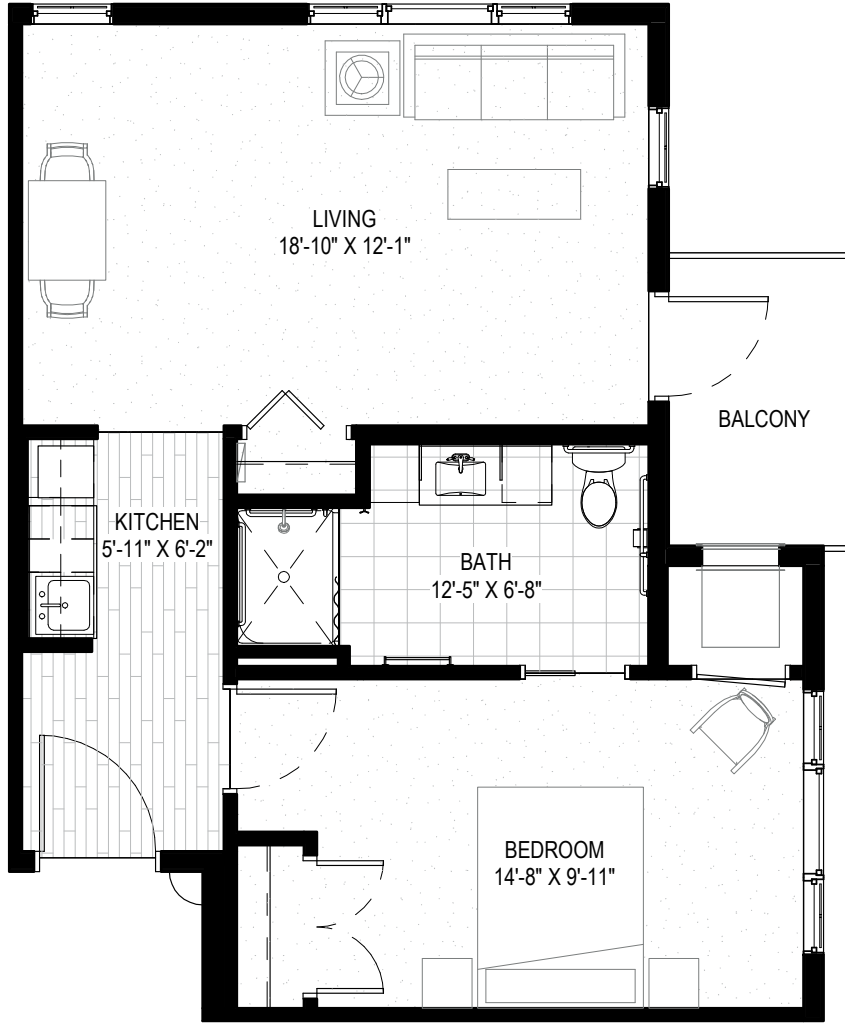 LIVING
18'-10" X 12'-1"
BALCONY
KITCHEN
5'-11" X 6'-2"
BATH
12'-5" X 6'-8"
BEDROOM
14'-8" X 9'-11"